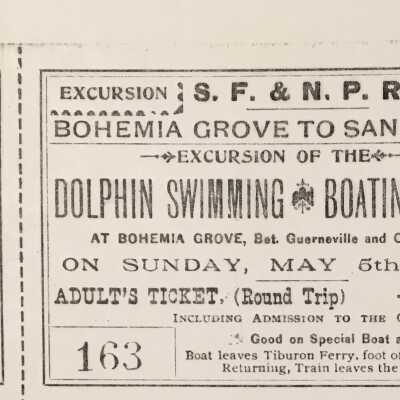 EXCURSION S. F. & N. P. R
BOHEMIA GROVE TO SAN
EXCURSION OF THE
DOLPHIN SWIMMING BOATIN
AT BOHEMIA GROVE, Bet. Guerneville and
ON SUNDAY, MAY 5th
ADULT'S TICKET, (Round Trip)
INCLUDING ADMISSION TO THE
Good on Special Boat a
163
Boat leaves Tiburon Ferry, foot of
Returning, Train leaves the